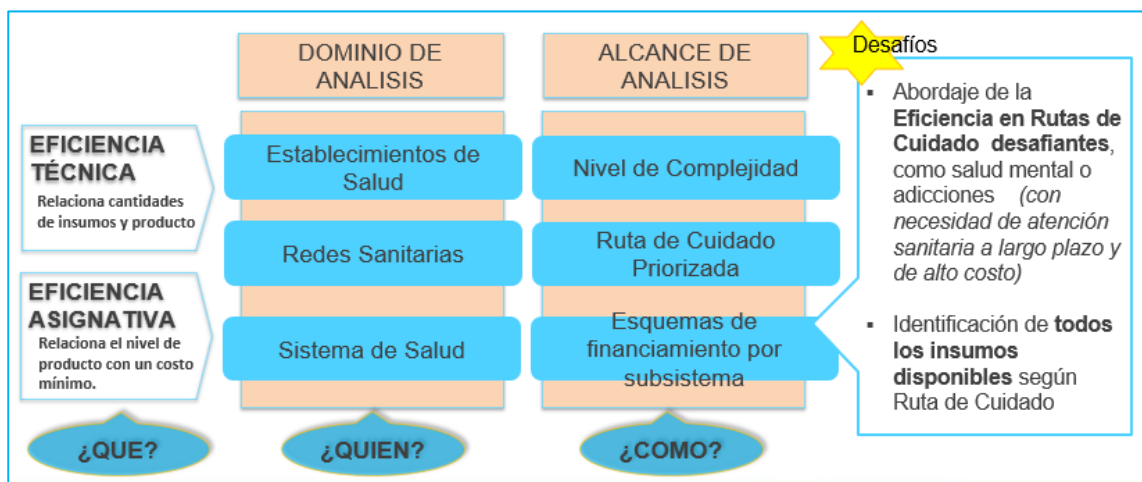 DOMINIO DE
ANALISIS
ALCANCE DE
ANALISIS
Desafíos
EFICIENCIA
TÉCNICA
Relaciona cantidades
de insumos y producto
EFICIENCIA
ASIGNATIVA
Relaciona el nivel de
producto con un costo
mínimo.
Establecimientos de
Salud
Redes Sanitarias
Sistema de Salud
Nivel de Complejidad
Ruta de Cuidado
Priorizada
Esquemas de
financiamiento por
subsistema
▪ Abordaje de la
Eficiencia en Rutas de
Cuidado desafiantes,
como salud mental o
adicciones (con
necesidad de atención
sanitaria a largo plazo y
de alto costo)
▪ Identificación de todos
los insumos
disponibles según
Ruta de Cuidado
¿QUE?
¿QUIEN?
¿COMO?